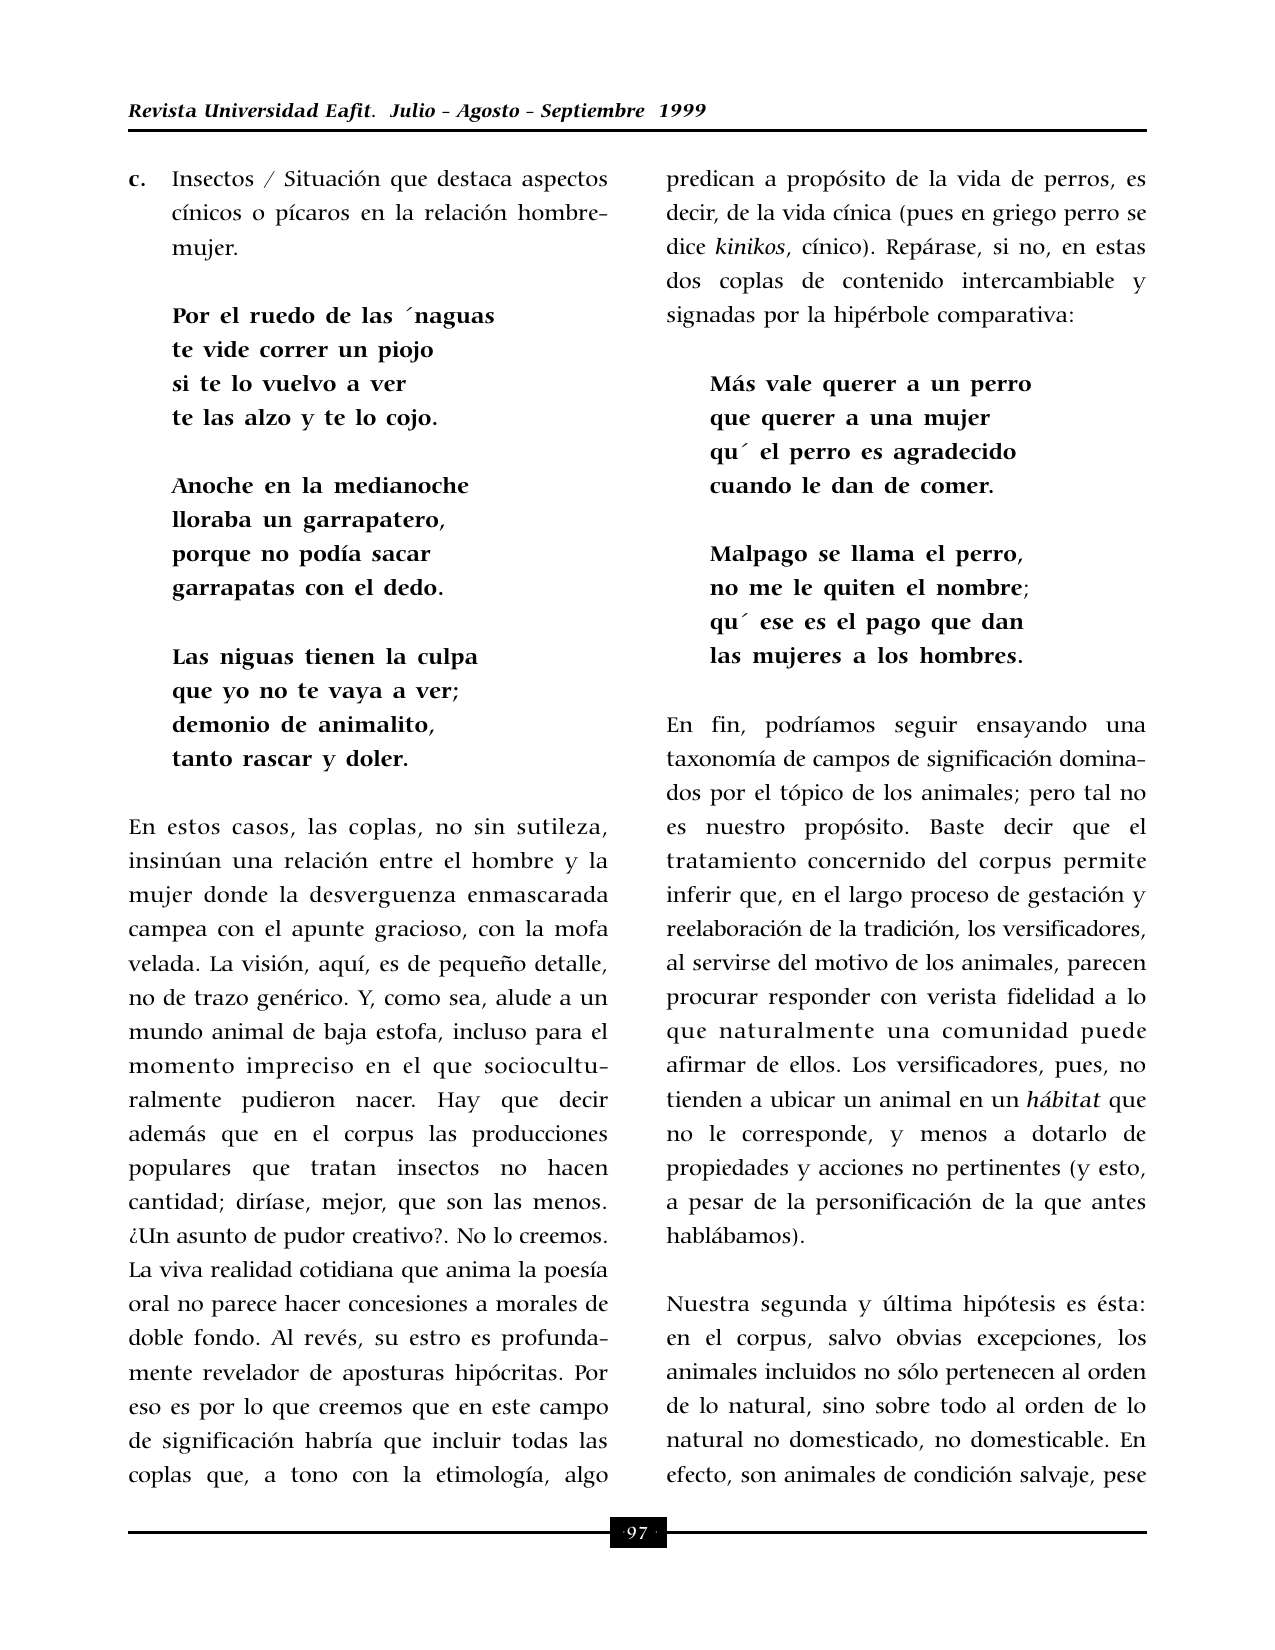 Revista Universidad Eafit. Julio – Agosto – Septiembre 1999
c. Insectos / Situación que destaca aspectos
cínicos o pícaros en la relación hombre-
mujer.
Por el ruedo de las ´naguas
te vide correr un piojo
si te lo vuelvo a ver
te las alzo y te lo cojo.
Anoche en la medianoche
lloraba un garrapatero,
porque no podía sacar
garrapatas con el dedo.
Las niguas tienen la culpa
que yo no te vaya a ver;
demonio de animalito,
tanto rascar y doler.
En estos casos, las coplas, no sin sutileza,
insinúan una relación entre el hombre y la
mujer donde la desverguenza enmascarada
campea con el apunte gracioso, con la mofa
velada. La visión, aquí, es de pequeño detalle,
no de trazo genérico. Y, como sea, alude a un
mundo animal de baja estofa, incluso para el
momento impreciso en el que sociocultu-
ralmente pudieron nacer. Hay que decir
además que en el corpus las producciones
populares que tratan insectos no hacen
cantidad; diríase, mejor, que son las menos.
¿Un asunto de pudor creativo?. No lo creemos.
La viva realidad cotidiana que anima la poesía
oral no parece hacer concesiones a morales de
doble fondo. Al revés, su estro es profunda-
mente revelador de aposturas hipócritas. Por
eso es por lo que creemos que en este campo
de significación habría que incluir todas las
coplas que, a tono con la etimología, algo
predican a propósito de la vida de perros, es
decir, de la vida cínica (pues en griego perro se
dice kinikos, cínico). Repárase, si no, en estas
dos coplas de contenido intercambiable y
signadas por la hipérbole comparativa:
Más vale querer a un perro
que querer a una mujer
qu´ el perro es agradecido
cuando le dan de comer.
Malpago se llama el perro,
no me le quiten el nombre;
qu´ ese es el pago que dan
las mujeres a los hombres.
En fin, podríamos seguir ensayando una
taxonomía de campos de significación domina-
dos por el tópico de los animales; pero tal no
es nuestro propósito. Baste decir que el
tratamiento concernido del corpus permite
inferir que, en el largo proceso de gestación y
reelaboración de la tradición, los versificadores,
al servirse del motivo de los animales, parecen
procurar responder con verista fidelidad a lo
que naturalmente una comunidad puede
afirmar de ellos. Los versificadores, pues, no
tienden a ubicar un animal en un hábitat que
no le corresponde, y menos a dotarlo de
propiedades y acciones no pertinentes (y esto,
a pesar de la personificación de la que antes
hablábamos).
Nuestra segunda y última hipótesis es ésta:
en el corpus, salvo obvias excepciones, los
animales incluidos no sólo pertenecen al orden
de lo natural, sino sobre todo al orden de lo
natural no domesticado, no domesticable. En
efecto, son animales de condición salvaje, pese
97